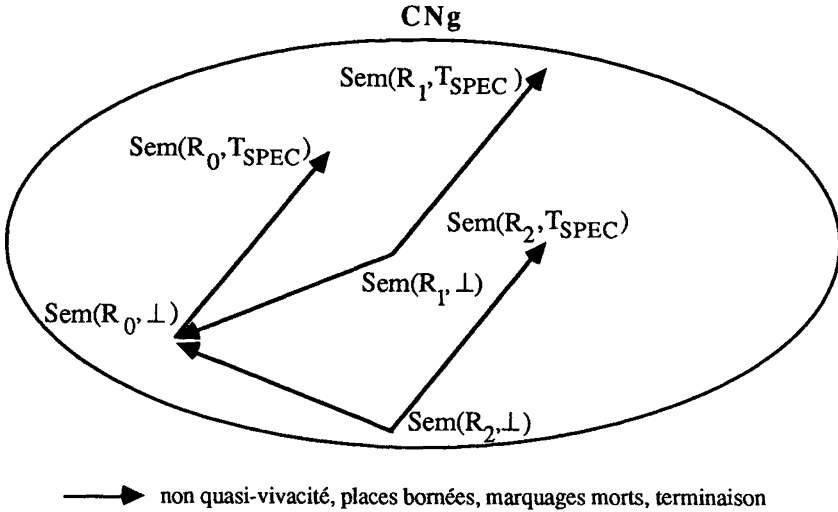 CNg
Sem(R1,TSPEC)
Sem(R0,TSPEC)
Sem(R2,TSPEC)
Sem(R1,⊥)
Sem(R0,⊥)
Sem(R2,⊥)
non quasi-vivacité, places bornées, marquages morts, terminaison